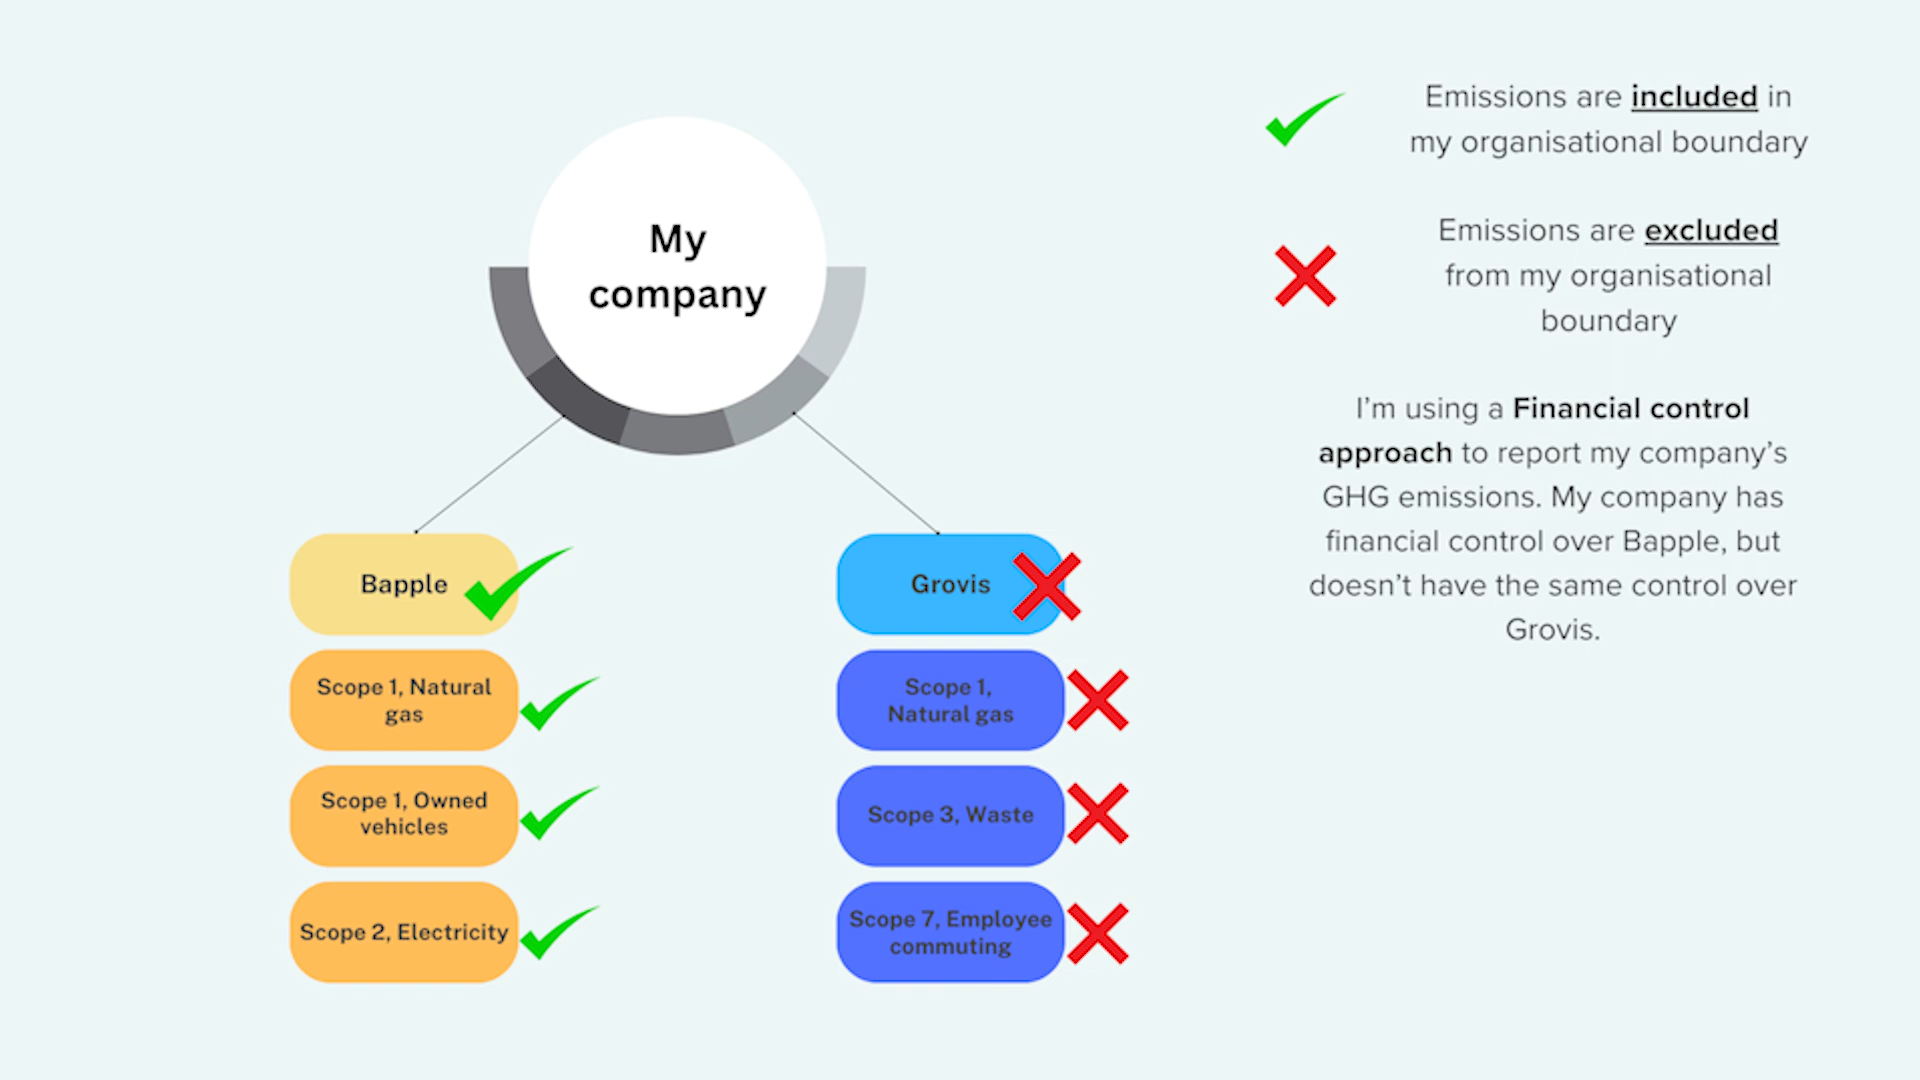 My
company
Bapple
Scope 1, Natural
gas
Scope 1, Owned
vehicles
Scope 2, Electricity
Grovis
Scope 1,
Natural gas
Scope 3, Waste
Scope 7, Employee
commuting
Emissions are included in
my organisational boundary
Emissions are excluded
from my organisational
boundary
I’m using a Financial control
approach to report my company’s
GHG emissions. My company has
financial control over Bapple, but
doesn’t have the same control over
Grovis.